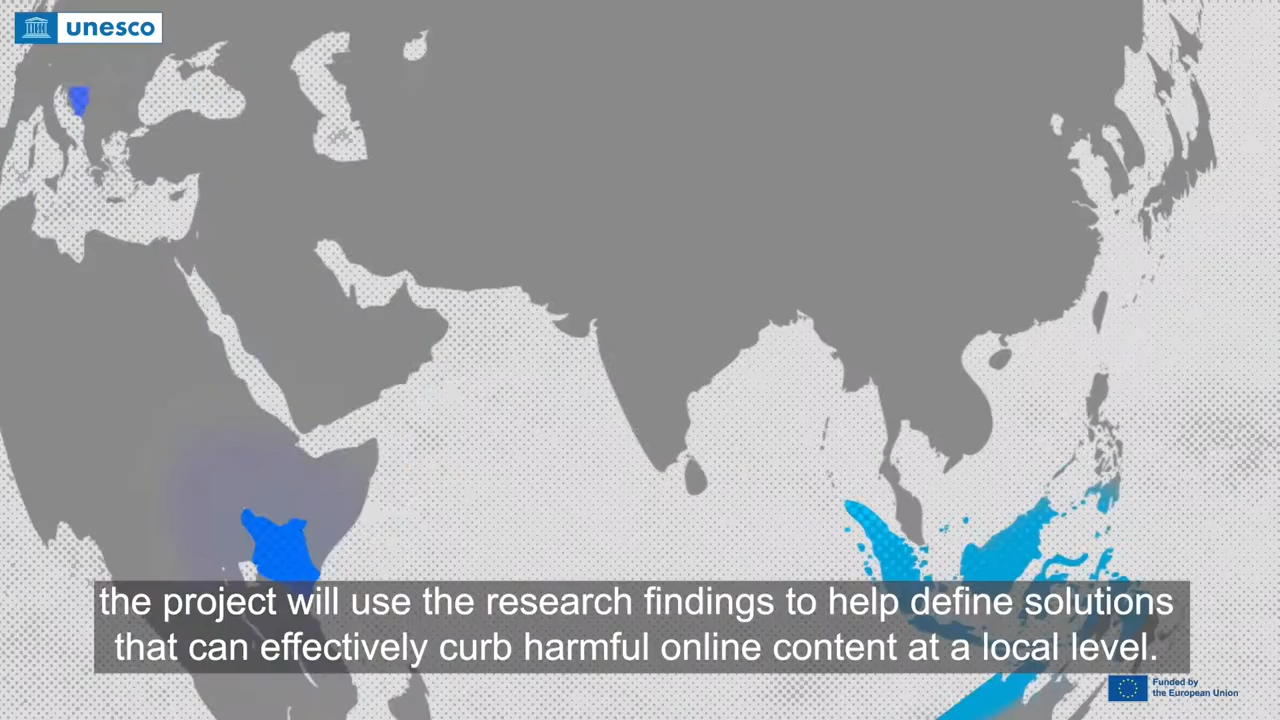 unesco
the project will use the research findings to help define solutions
that can effectively curb harmful online content at a local level.
Funded by
the European Union